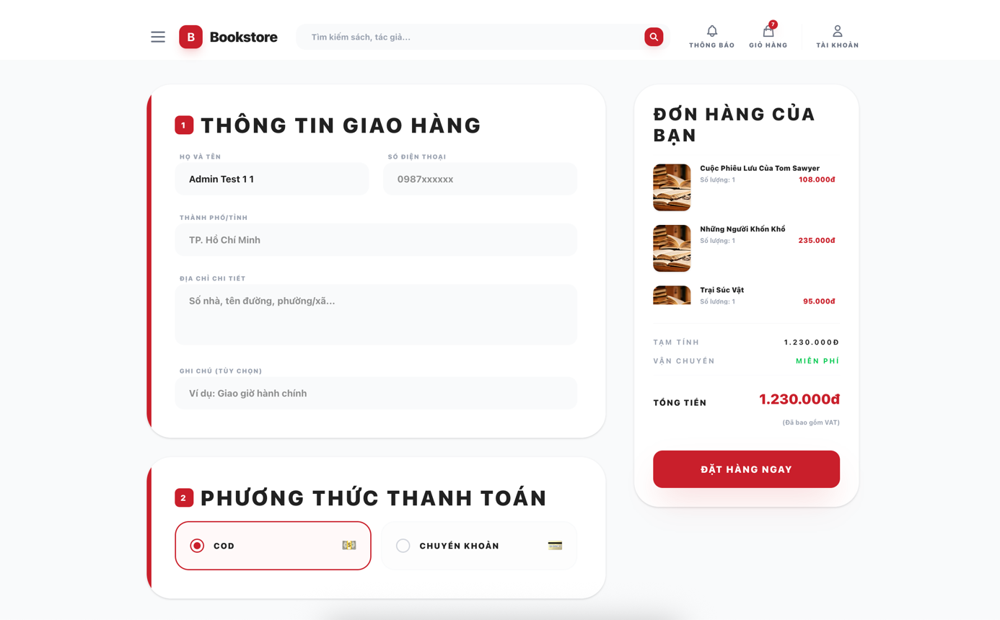 B Bookstore
Tìm kiếm sách, tác giả...
THÔNG BÁO
7
GIỎ HÀNG
TÀI KHOẢN
1 THÔNG TIN GIAO HÀNG
HỌ VÀ TÊN
Admin Test 1 1
SỐ ĐIỆN THOẠI
0987xxxxxx
THÀNH PHỐ/TỈNH
TP. Hồ Chí Minh
ĐỊA CHỈ CHI TIẾT
Số nhà, tên đường, phường/xã...
GHI CHÚ (TÙY CHỌN)
Ví dụ: Giao giờ hành chính
2 PHƯƠNG THỨC THANH TOÁN
COD
CHUYỂN KHOẢN
ĐƠN HÀNG CỦA
BẠN
Cuộc Phiêu Lưu Của Tom Sawyer
Số lượng: 1 108.000đ
Những Người Khốn Khổ
Số lượng: 1 235.000đ
Trại Súc Vật
Số lượng: 1 95.000đ
TẠM TÍNH 1.230.000Đ
VẬN CHUYỂN MIỄN PHÍ
TỔNG TIỀN 1.230.000đ
(Đã bao gồm VAT)
ĐẶT HÀNG NGAY